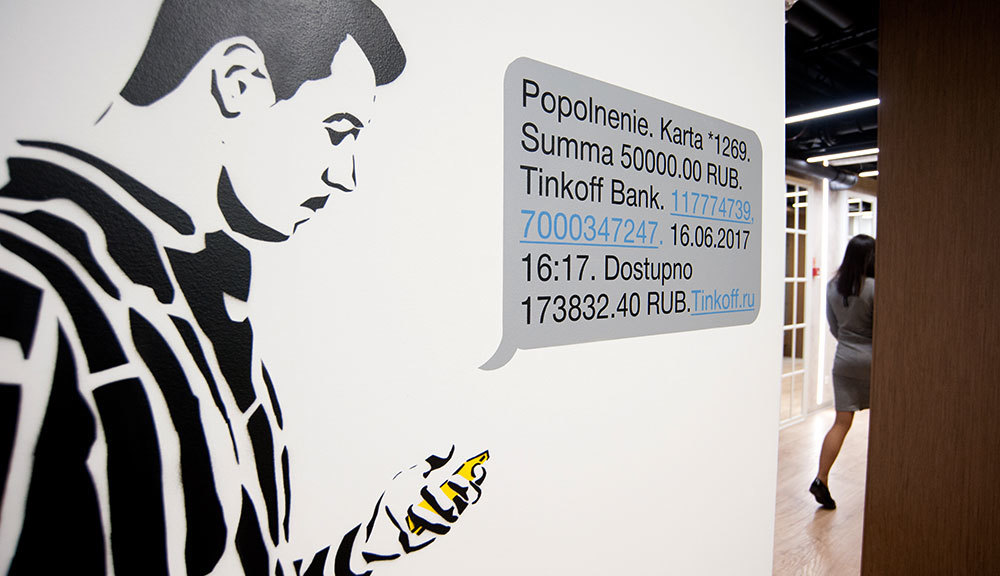 Popolnenie. Karta *1269.
Summa 50000.00 RUB.
Tinkoff Bank. 117774739,
7000347247. 16.06.2017
16:17. Dostupno
173832.40 RUB.Tinkoff.ru